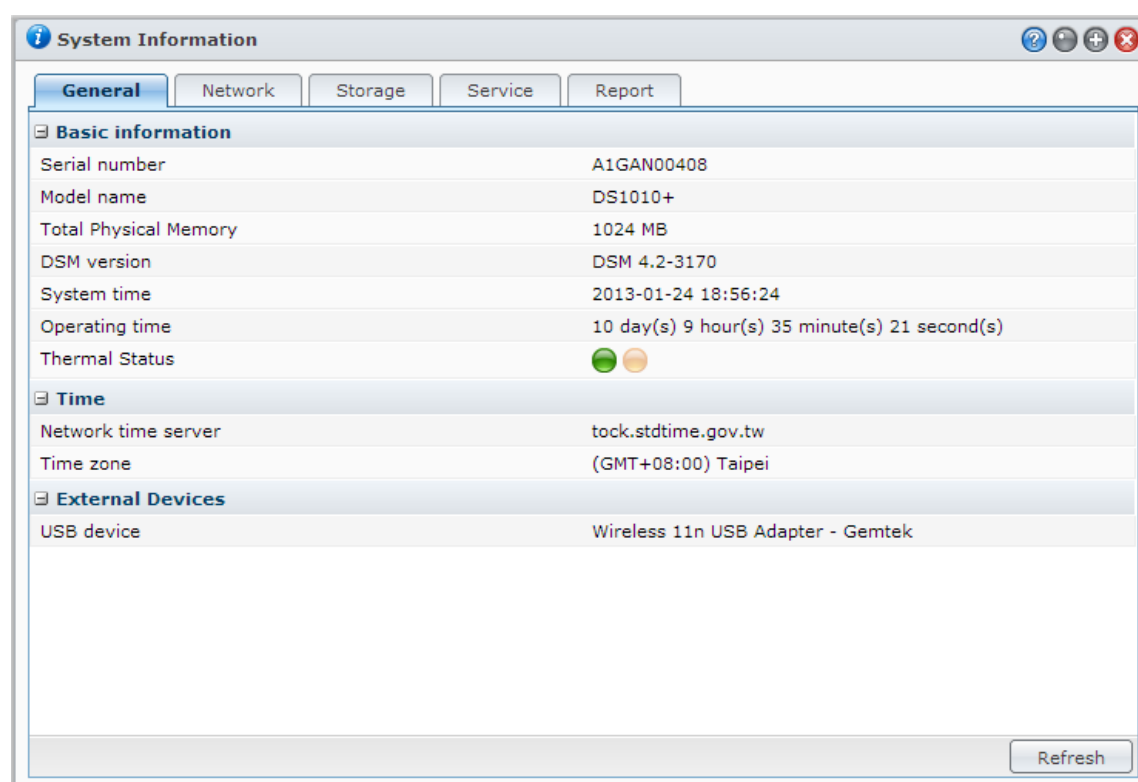 System Information
General Network Storage Service Report
Basic information
Serial number A1GAN00408
Model name DS1010+
Total Physical Memory 1024 MB
DSM version DSM 4.2-3170
System time 2013-01-24 18:56:24
Operating time 10 day(s) 9 hour(s) 35 minute(s) 21 second(s)
Thermal Status
Time
Network time server tock.stdtime.gov.tw
Time zone (GMT+08:00) Taipei
External Devices
USB device Wireless 11n USB Adapter - Gemtek
Refresh